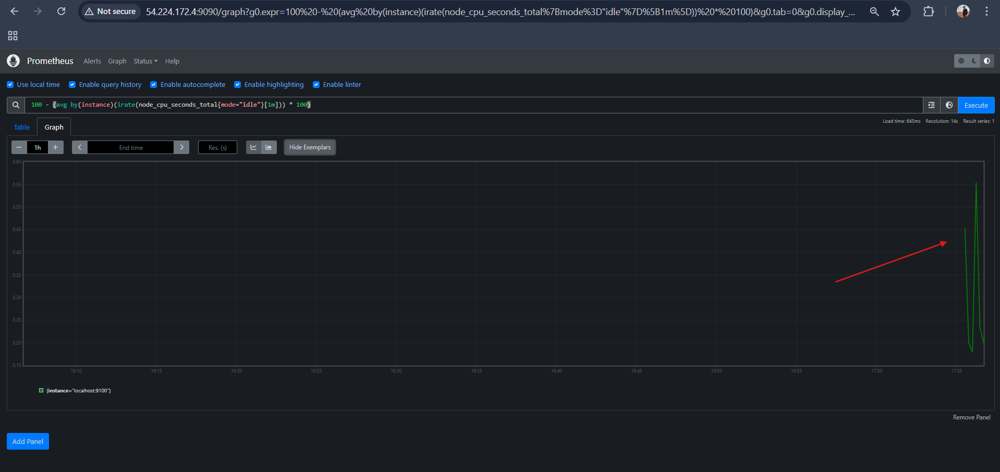 Not secure 54.224.172.4:9090/graph?g0.expr=100%20-%20(avg%20by(instance)(irate(node_cpu_seconds_total%7Bmode%3D"idle"%7D%5B1m%5D))%20*%20100)&g0.tab=0&g0.display_...
Prometheus Alerts Graph Status Help
Use local time Enable query history Enable autocomplete Enable highlighting Enable linter
100 - (avg by(instance)(irate(node_cpu_seconds_total{mode="idle"}[1m])) * 100) Execute
Load time: 645ms Resolution: 14s Result series: 1
Table Graph
− 1h + End time Res. (s) Hide Exemplars
0.60
0.55
0.50
0.45
0.40
0.35
0.30
0.25
0.20
0.15
16:10 16:15 16:20 16:25 16:30 16:35 16:40 16:45 16:50 16:55 17:00 17:05
{instance="localhost:9100"}
Remove Panel
Add Panel